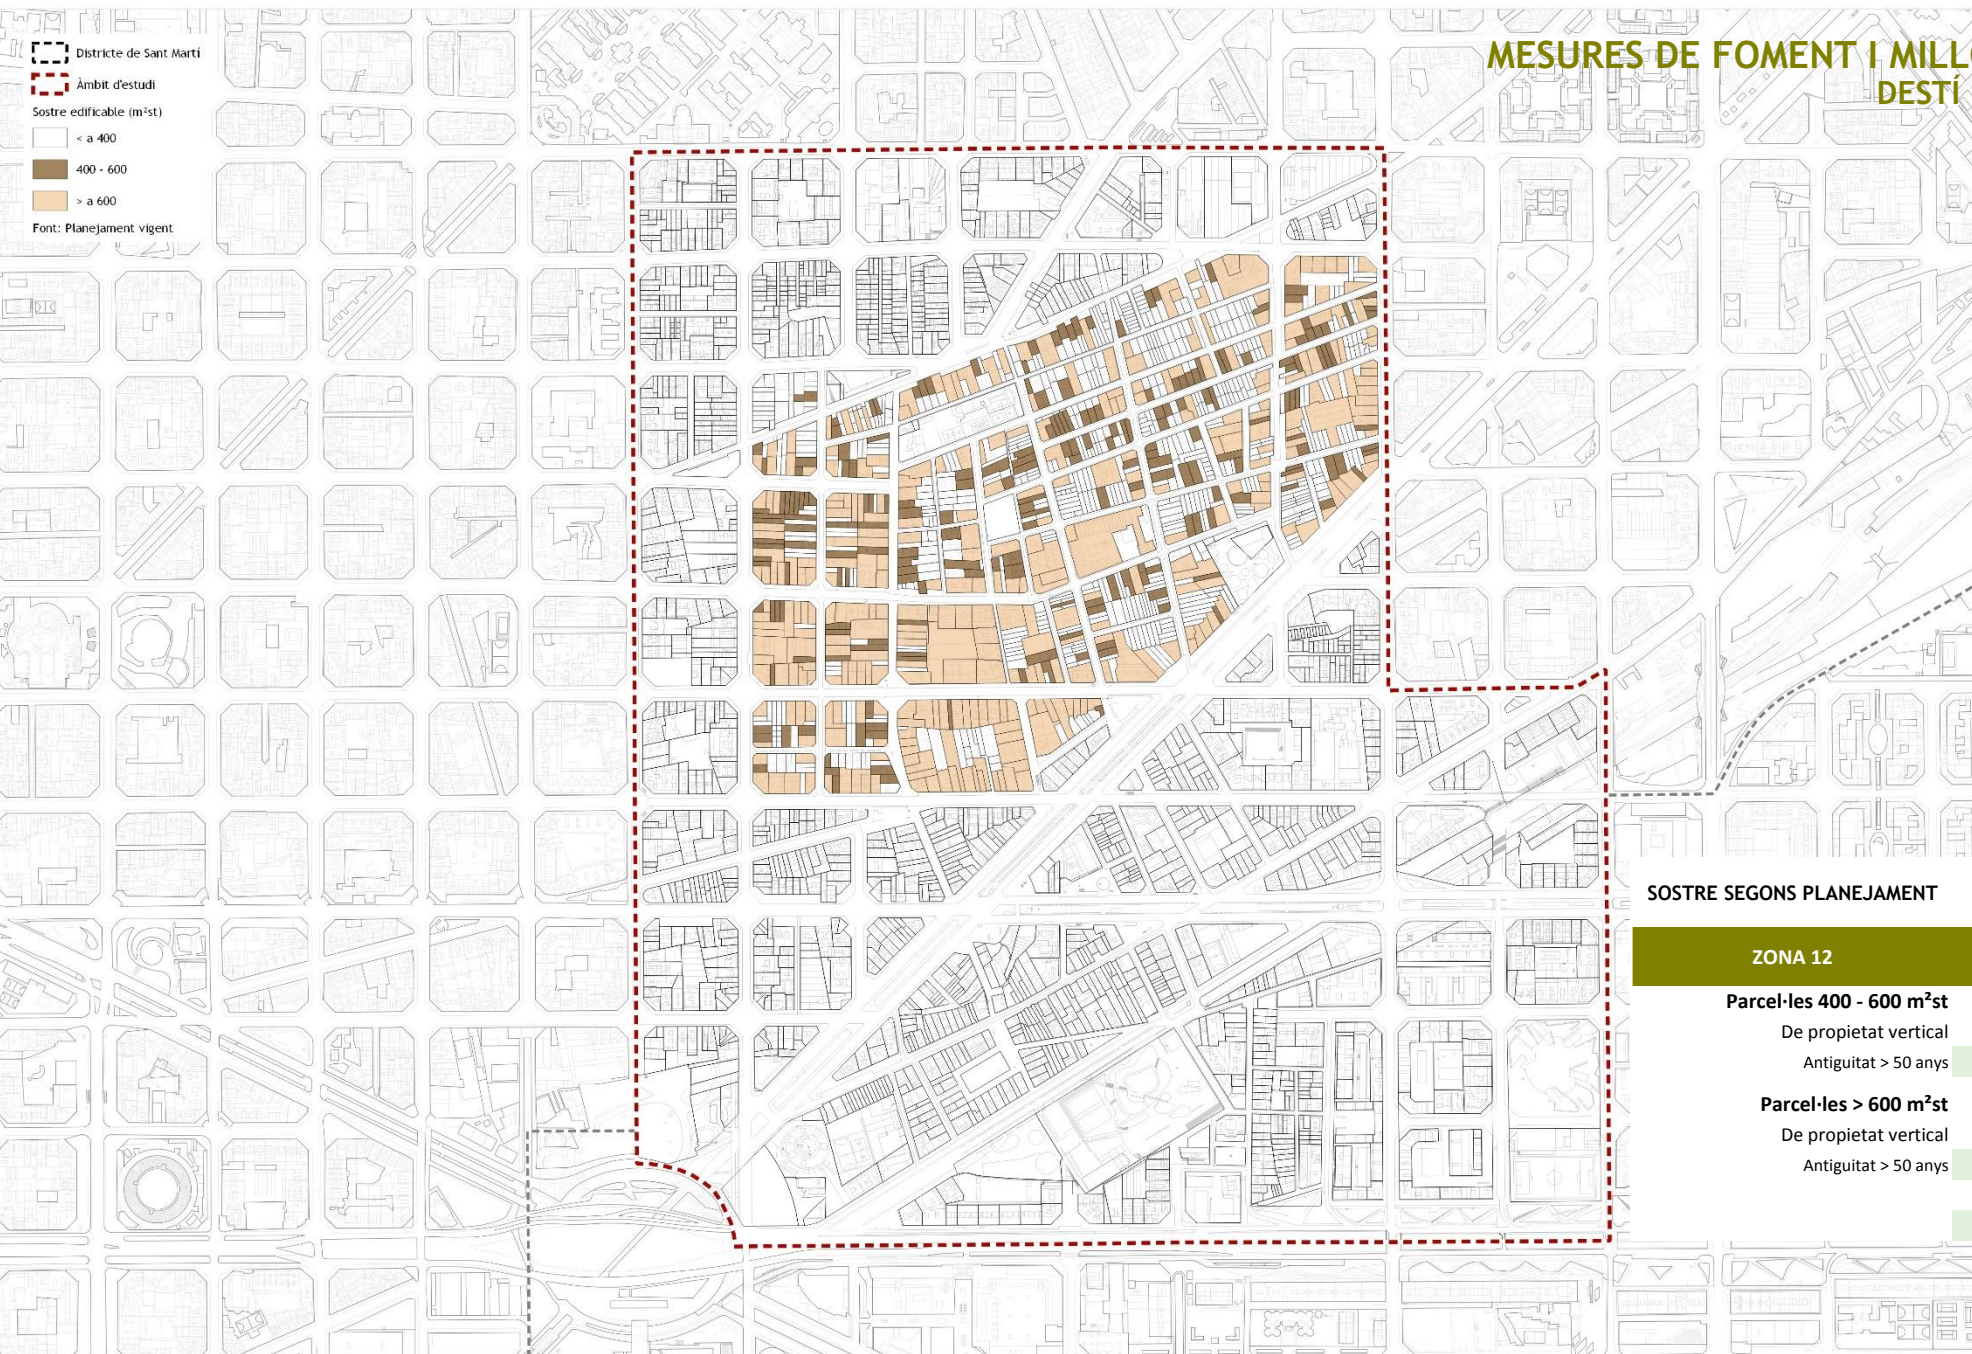 Districte de Sant Martí
Àmbit d'estudi
Sostre edificable (m²st)
< a 400
400 - 600
> a 600
Font: Planejament vigent
MESURES DE FOMENT I MILL
DESTÍ
SOSTRE SEGONS PLANEJAMENT
ZONA 12
Parcel·les 400 - 600 m²st
De propietat vertical
Antiguitat > 50 anys
Parcel·les > 600 m²st
De propietat vertical
Antiguitat > 50 anys